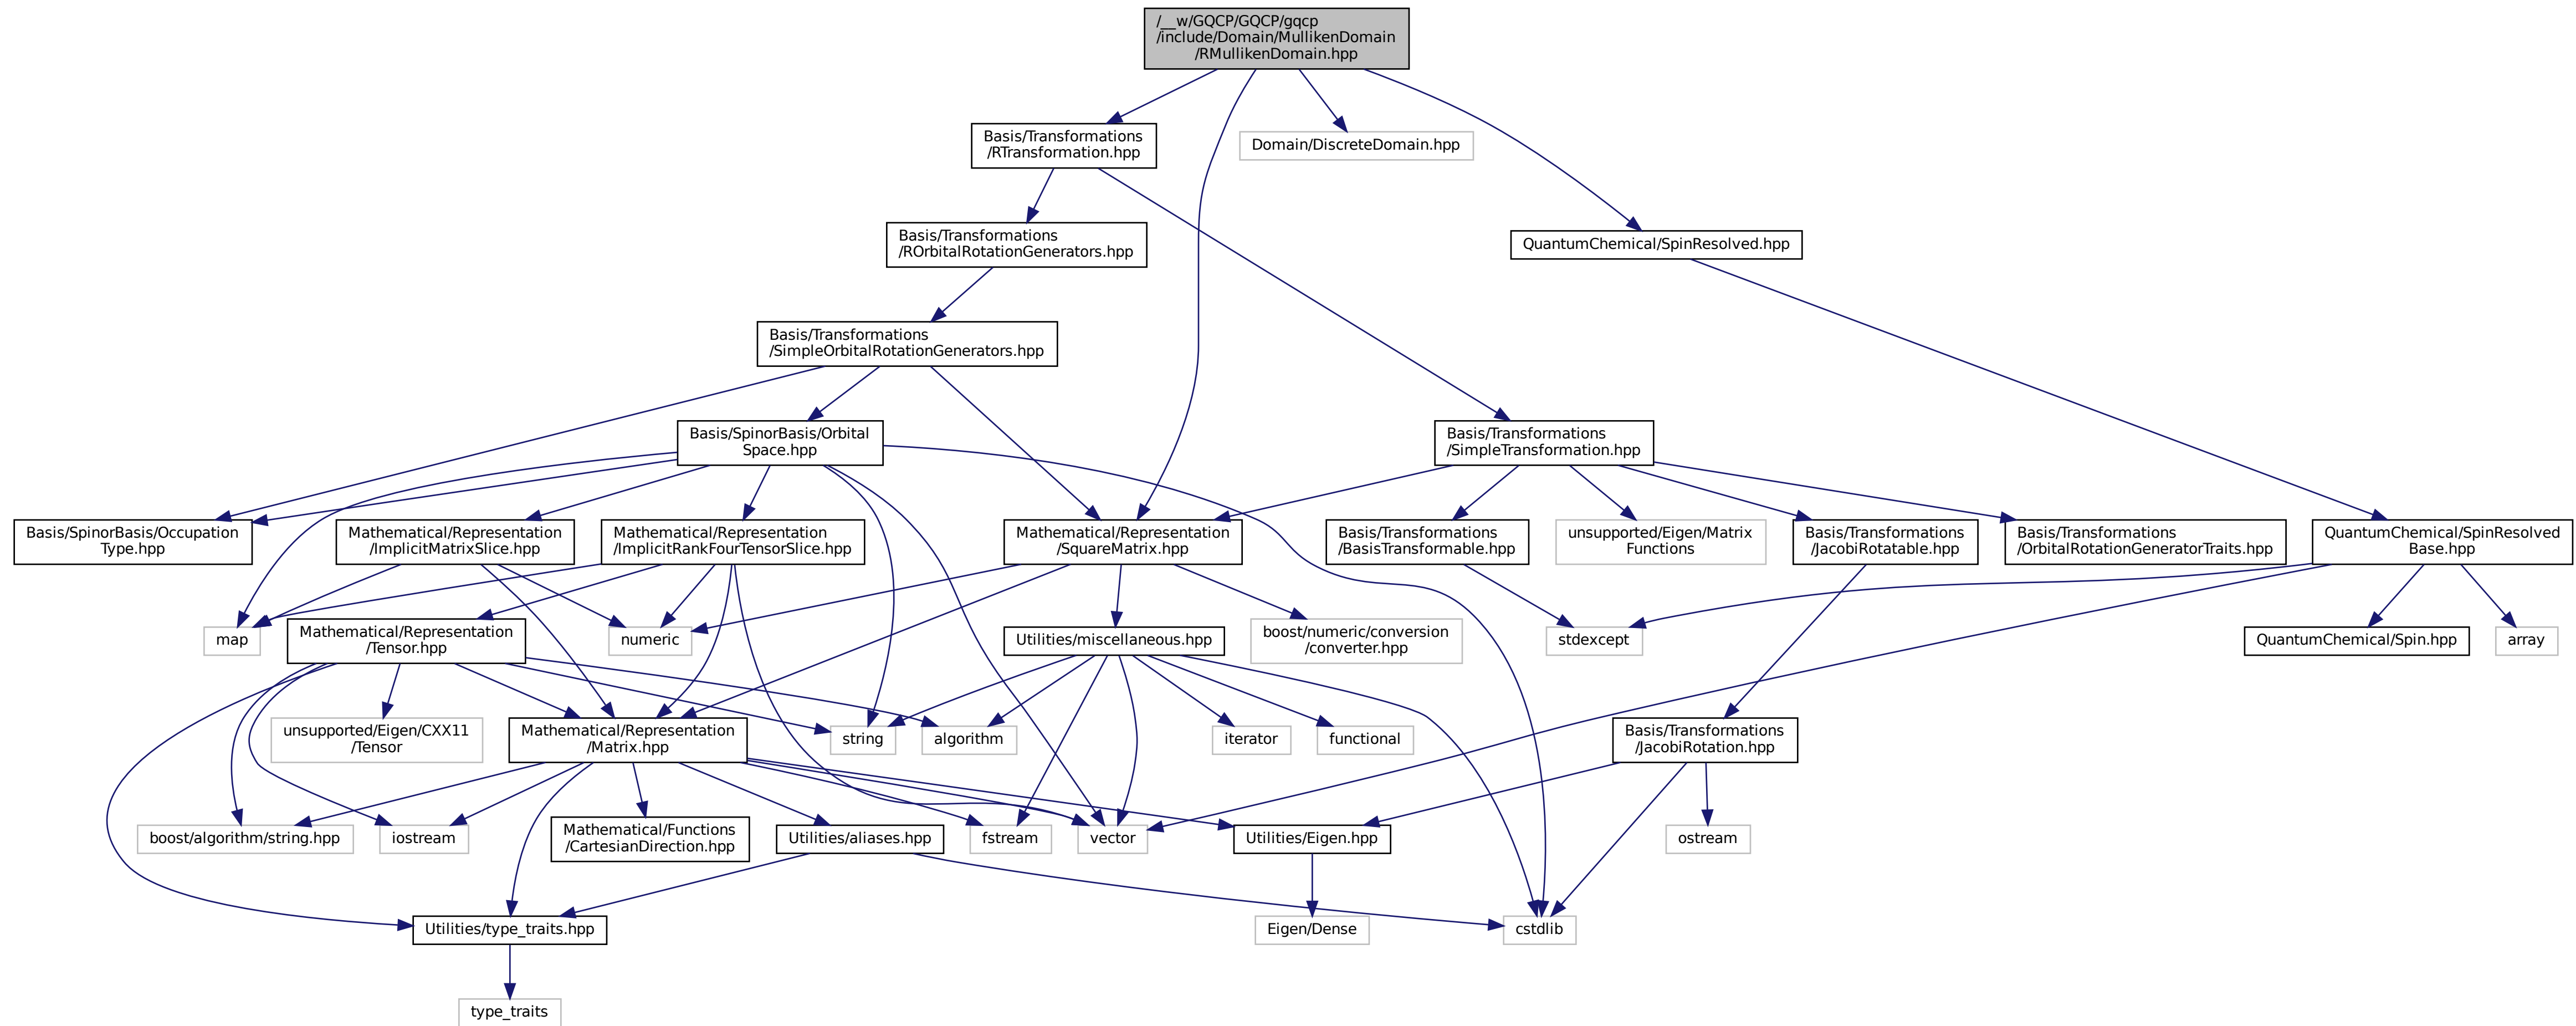 /__w/GQCP/GQCP/gqcp
/include/Domain/MullikenDomain
/RMullikenDomain.hpp
Basis/Transformations
/RTransformation.hpp
Domain/DiscreteDomain.hpp
Basis/Transformations
/ROrbitalRotationGenerators.hpp
QuantumChemical/SpinResolved.hpp
Basis/Transformations
/SimpleOrbitalRotationGenerators.hpp
Basis/SpinorBasis/Orbital
Space.hpp
Basis/Transformations
/SimpleTransformation.hpp
Basis/SpinorBasis/Occupation
Type.hpp
Mathematical/Representation
/ImplicitMatrixSlice.hpp
Mathematical/Representation
/ImplicitRankFourTensorSlice.hpp
Mathematical/Representation
/SquareMatrix.hpp
Basis/Transformations
/BasisTransformable.hpp
unsupported/Eigen/Matrix
Functions
Basis/Transformations
/JacobiRotatable.hpp
Basis/Transformations
/OrbitalRotationGeneratorTraits.hpp
QuantumChemical/SpinResolved
Base.hpp
map
Mathematical/Representation
/Tensor.hpp
numeric
Utilities/miscellaneous.hpp
boost/numeric/conversion
/converter.hpp
stdexcept
QuantumChemical/Spin.hpp
array
unsupported/Eigen/CXX11
/Tensor
Mathematical/Representation
/Matrix.hpp
string
algorithm
iterator
functional
Basis/Transformations
/JacobiRotation.hpp
boost/algorithm/string.hpp
iostream
Mathematical/Functions
/CartesianDirection.hpp
Utilities/aliases.hpp
fstream
vector
Utilities/Eigen.hpp
ostream
Utilities/type_traits.hpp
Eigen/Dense
cstdlib
type_traits